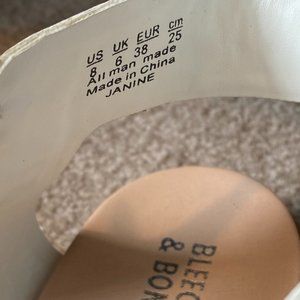 US UK EUR cm
8 6 38 25
All man made
Made in China
JANINE
BLEEC
& BON